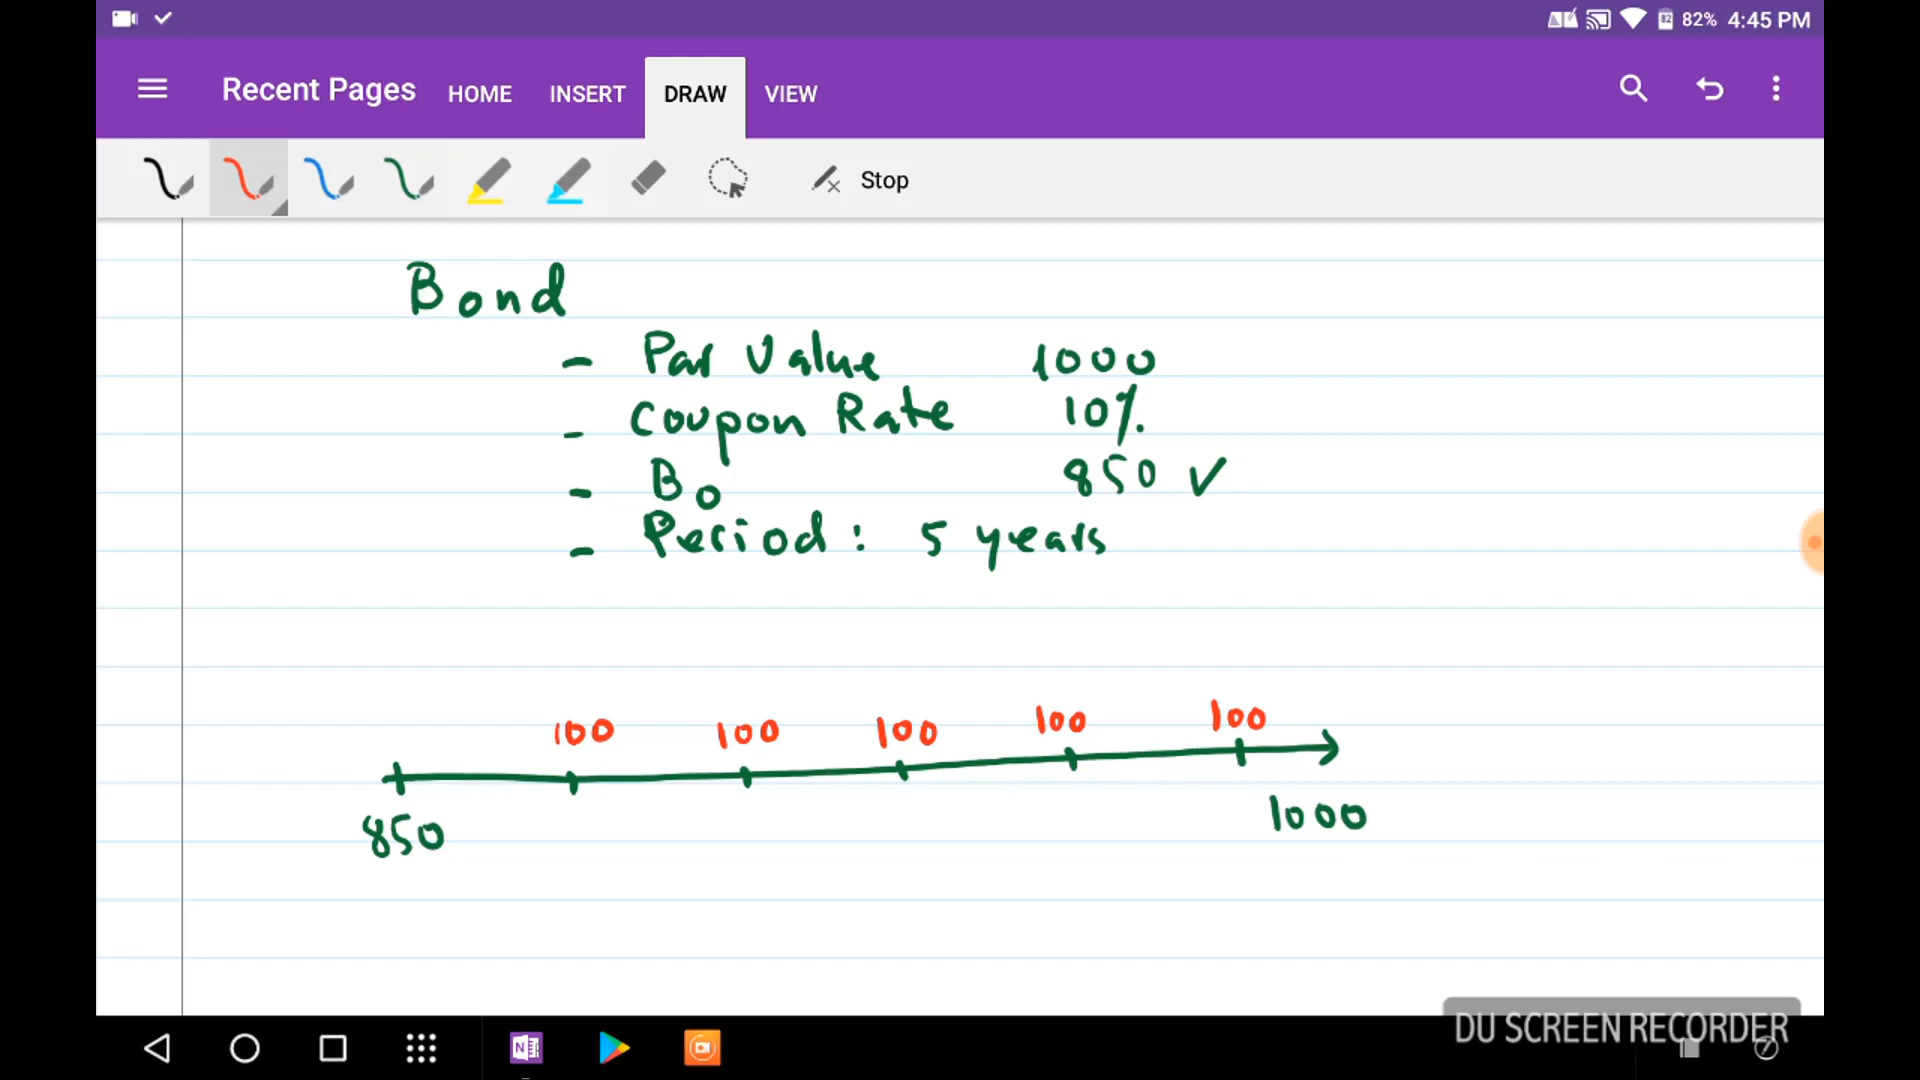 82% 4:45 PM
Recent Pages HOME INSERT DRAW VIEW
Stop
Bond
- Par Value 1000
- Coupon Rate 10%
- B0 850 ✓
- Period: 5 years
100 100 100 100 100
850 1000
DU SCREEN RECORDER